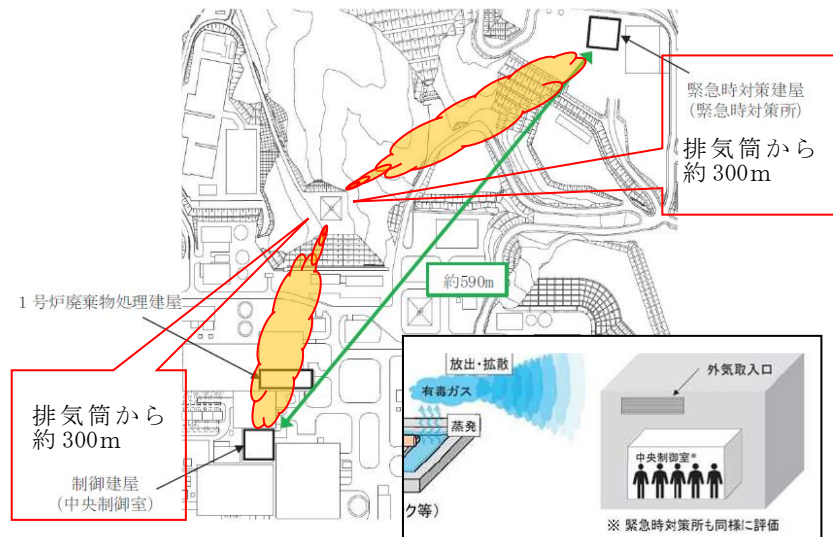 緊急時対策建屋
(緊急時対策所)
排気筒から
約300m
約590m
1号炉廃棄物処理建屋
排気筒から
約300m
制御建屋
(中央制御室)
放出・拡散
有毒ガス
蒸発
ク等)
外気取入口
中央制御室※
※ 緊急時対策所も同様に評価